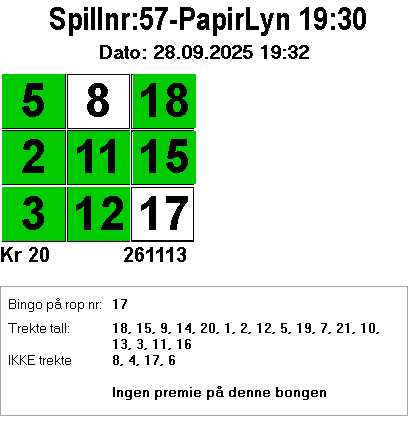 Spillnr:57-PapirLyn 19:30
Dato: 28.09.2025 19:32
5 8 18
2 11 15
3 12 17
Kr 20 261113
Bingo på rop nr: 17
Trekte tall: 18, 15, 9, 14, 20, 1, 2, 12, 5, 19, 7, 21, 10,
13, 3, 11, 16
IKKE trekte 8, 4, 17, 6
Ingen premie på denne bongen